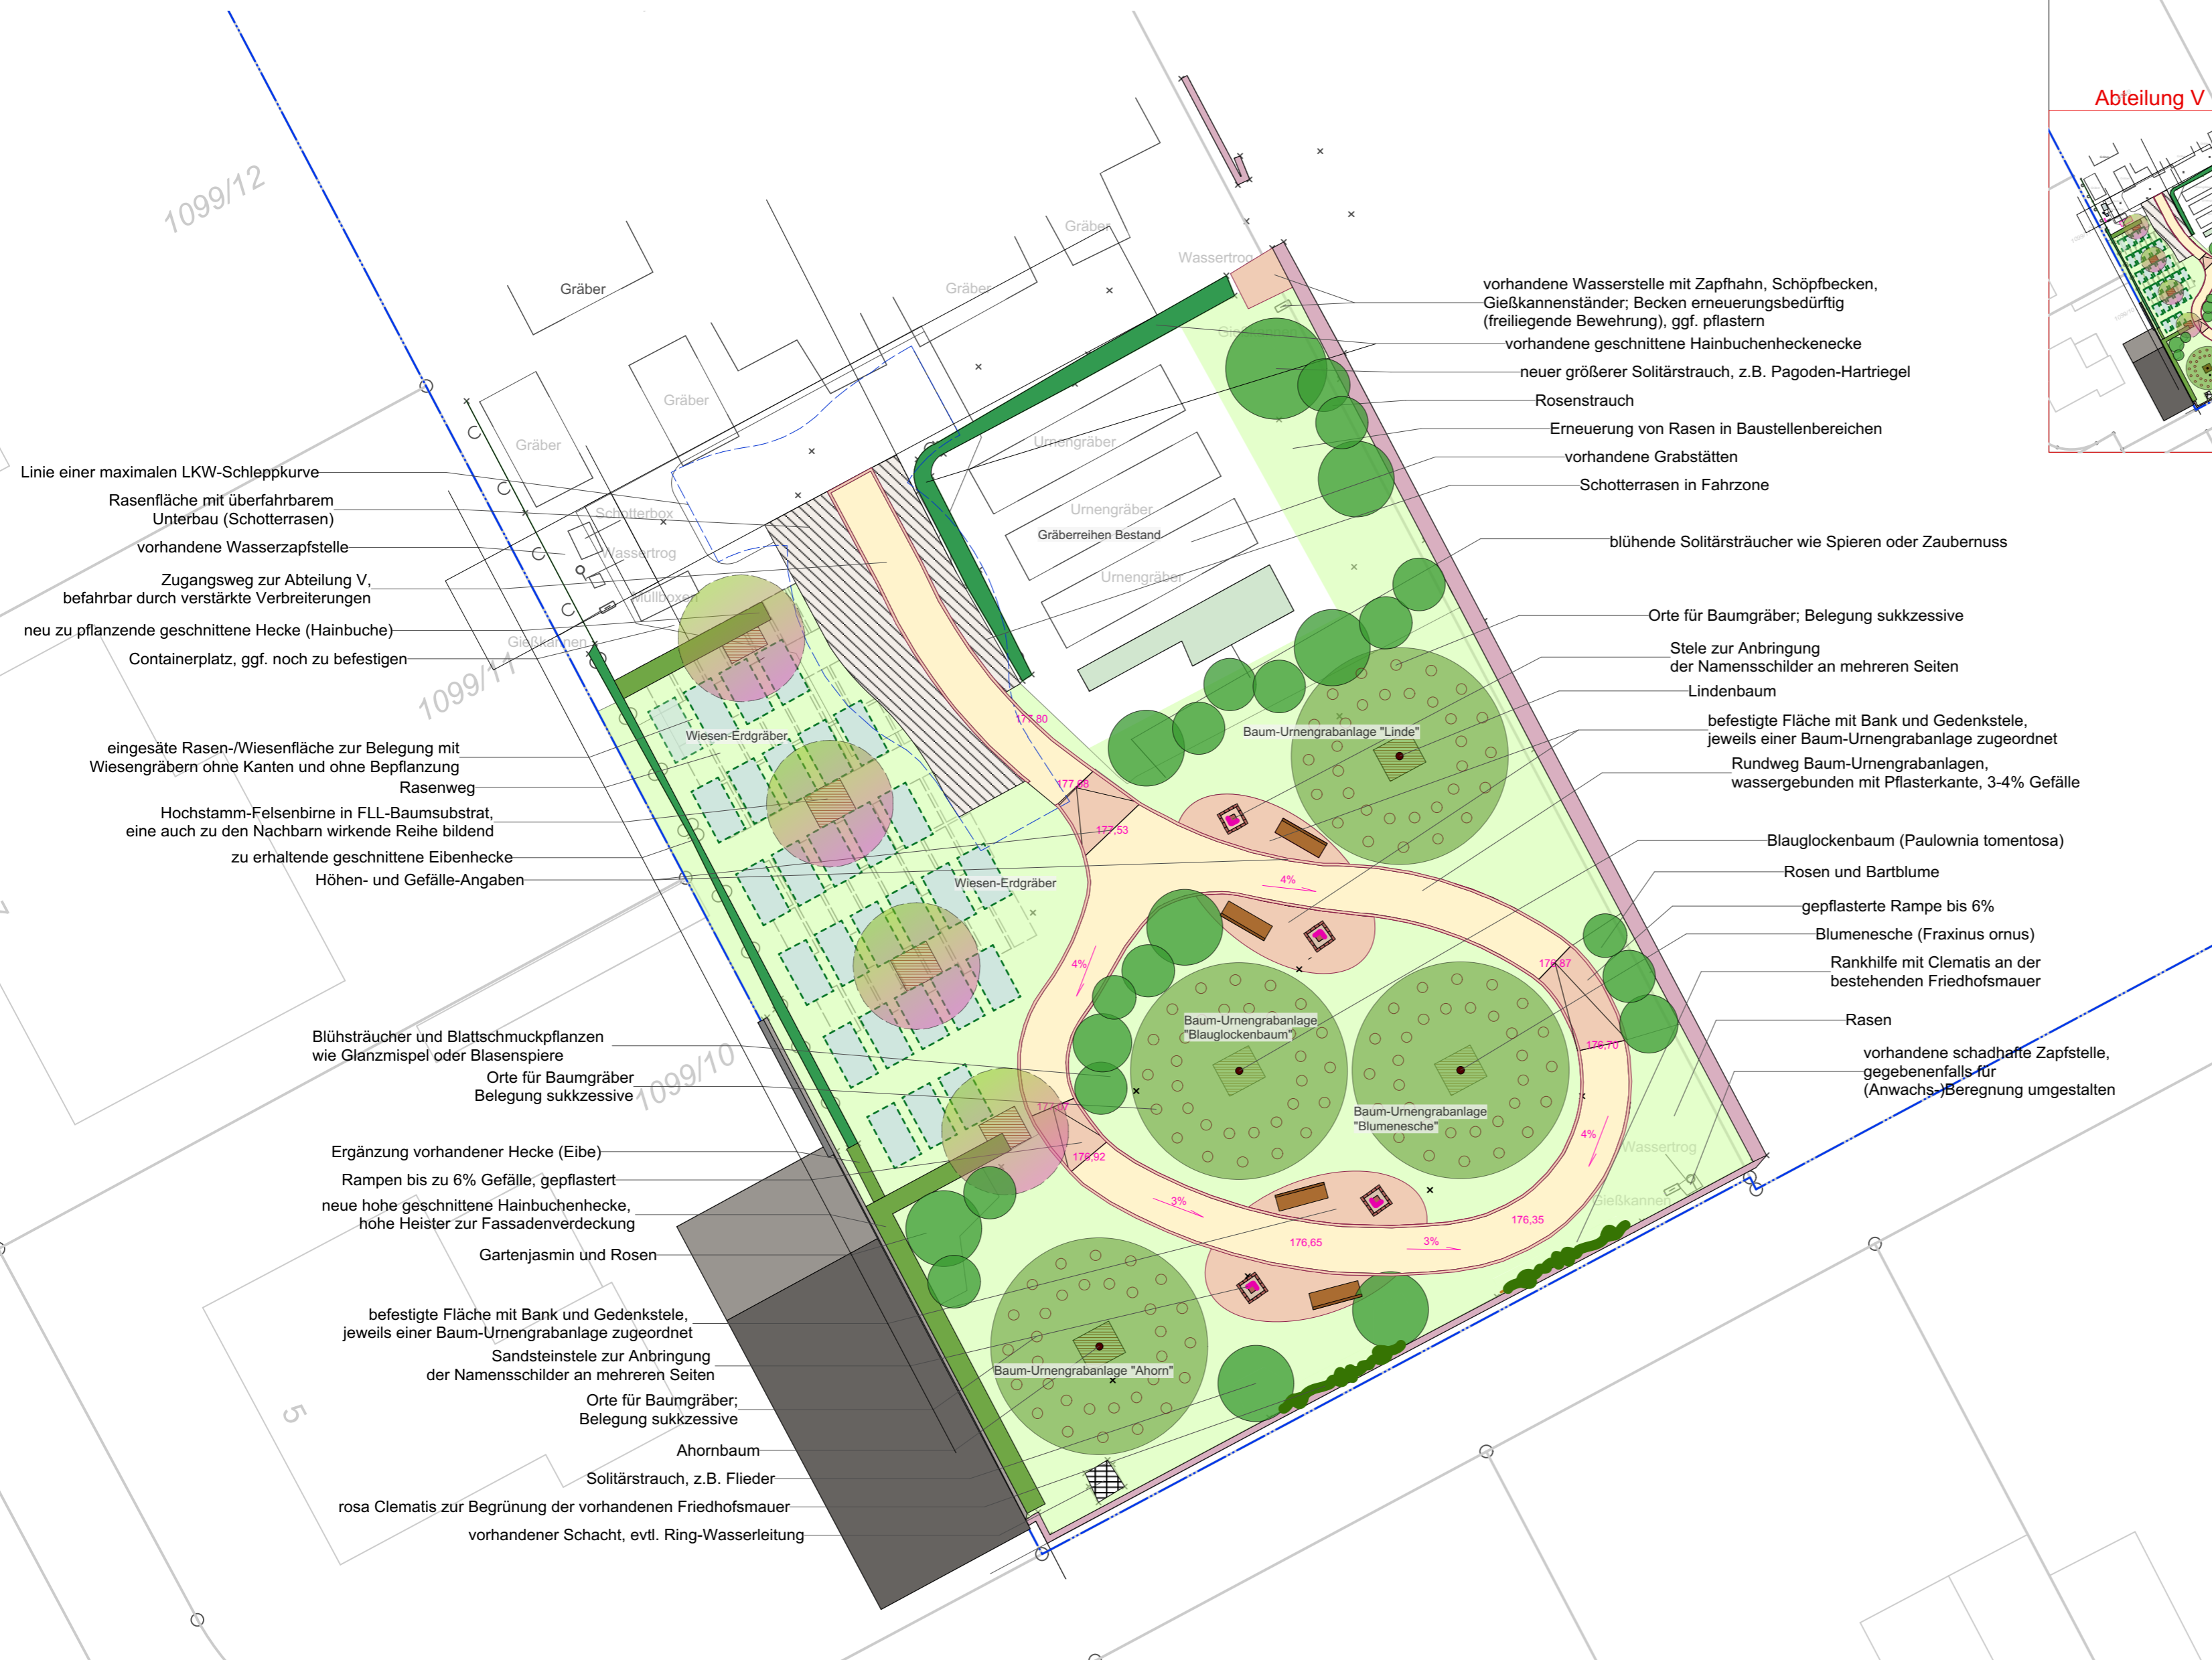 Abteilung V
1099/12
1099/11
1099/10
5
Gräber
Gräber
Gräber
Gräber
Gräber
Wassertrog
Schotterbox
Wassertrog
Müllboxen
Gießkannen
Urnengräber
Urnengräber
Gräberreihen Bestand
Urnengräber
Wiesen-Erdgräber
Wiesen-Erdgräber
Baum-Urnengrabanlage "Linde"
Baum-Urnengrabanlage
"Blauglockenbaum"
Baum-Urnengrabanlage
"Blumenesche"
Baum-Urnengrabanlage "Ahorn"
Wassertrog
Gießkannen
177,80
177,53
4%
4%
176,87
176,70
4%
176,92
3%
176,65
3%
176,35
Linie einer maximalen LKW-Schleppkurve
Rasenfläche mit überfahrbarem
Unterbau (Schotterrasen)
vorhandene Wasserzapfstelle
Zugangsweg zur Abteilung V,
befahrbar durch verstärkte Verbreiterungen
neu zu pflanzende geschnittene Hecke (Hainbuche)
Containerplatz, ggf. noch zu befestigen
eingesäte Rasen-/Wiesenfläche zur Belegung mit
Wiesengräbern ohne Kanten und ohne Bepflanzung
Rasenweg
Hochstamm-Felsenbirne in FLL-Baumsubstrat,
eine auch zu den Nachbarn wirkende Reihe bildend
zu erhaltende geschnittene Eibenhecke
Höhen- und Gefälle-Angaben
Blühsträucher und Blattschmuckpflanzen
wie Glanzmispel oder Blasenspiere
Orte für Baumgräber
Belegung sukkzessive
Ergänzung vorhandener Hecke (Eibe)
Rampen bis zu 6% Gefälle, gepflastert
neue hohe geschnittene Hainbuchenhecke,
hohe Heister zur Fassadenverdeckung
Gartenjasmin und Rosen
befestigte Fläche mit Bank und Gedenkstele,
jeweils einer Baum-Urnengrabanlage zugeordnet
Sandsteinstele zur Anbringung
der Namensschilder an mehreren Seiten
Orte für Baumgräber;
Belegung sukkzessive
Ahornbaum
Solitärstrauch, z.B. Flieder
rosa Clematis zur Begrünung der vorhandenen Friedhofsmauer
vorhandener Schacht, evtl. Ring-Wasserleitung
vorhandene Wasserstelle mit Zapfhahn, Schöpfbecken,
Gießkannenständer; Becken erneuerungsbedürftig
(freiliegende Bewehrung), ggf. pflastern
vorhandene geschnittene Hainbuchenheckenecke
neuer größerer Solitärstrauch, z.B. Pagoden-Hartriegel
Rosenstrauch
Erneuerung von Rasen in Baustellenbereichen
vorhandene Grabstätten
Schotterrasen in Fahrzone
blühende Solitärsträucher wie Spieren oder Zaubernuss
Orte für Baumgräber; Belegung sukkzessive
Stele zur Anbringung
der Namensschilder an mehreren Seiten
Lindenbaum
befestigte Fläche mit Bank und Gedenkstele,
jeweils einer Baum-Urnengrabanlage zugeordnet
Rundweg Baum-Urnengrabanlagen,
wassergebunden mit Pflasterkante, 3-4% Gefälle
Blauglockenbaum (Paulownia tomentosa)
Rosen und Bartblume
gepflasterte Rampe bis 6%
Blumenesche (Fraxinus ornus)
Rankhilfe mit Clematis an der
bestehenden Friedhofsmauer
Rasen
vorhandene schadhafte Zapfstelle,
gegebenenfalls für
(Anwachs-)Beregnung umgestalten